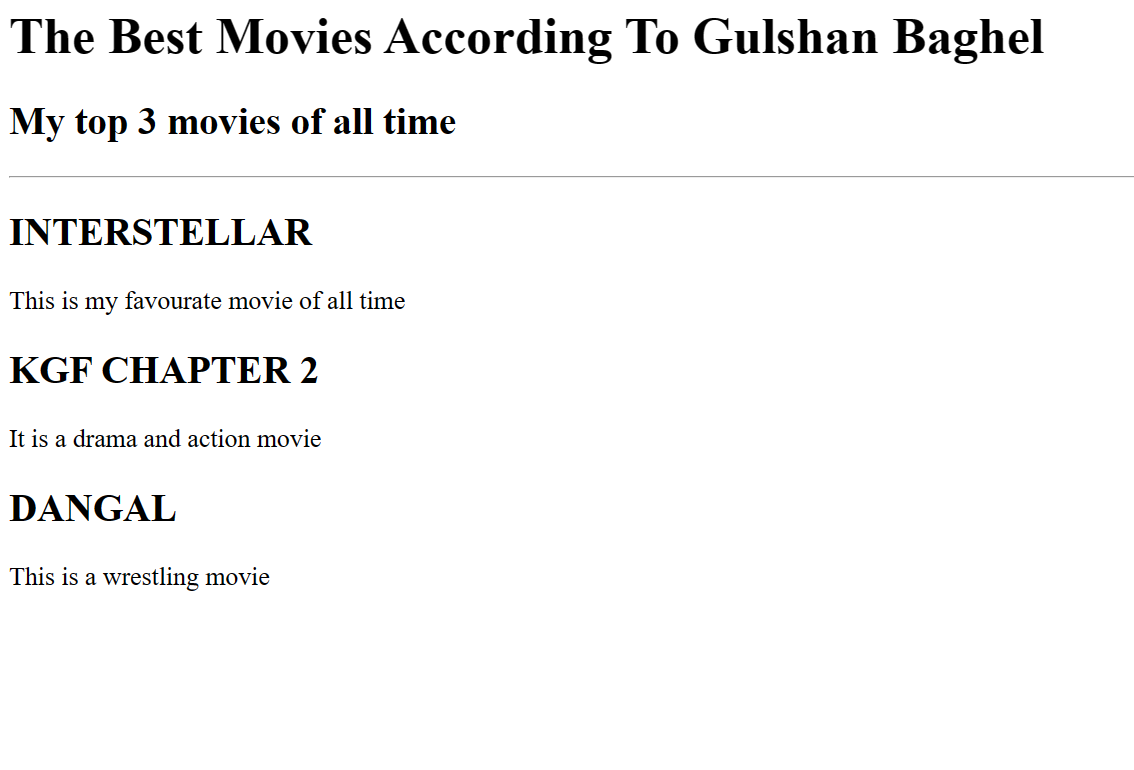 The Best Movies According To Gulshan Baghel
My top 3 movies of all time
INTERSTELLAR
This is my favourate movie of all time
KGF CHAPTER 2
It is a drama and action movie
DANGAL
This is a wrestling movie